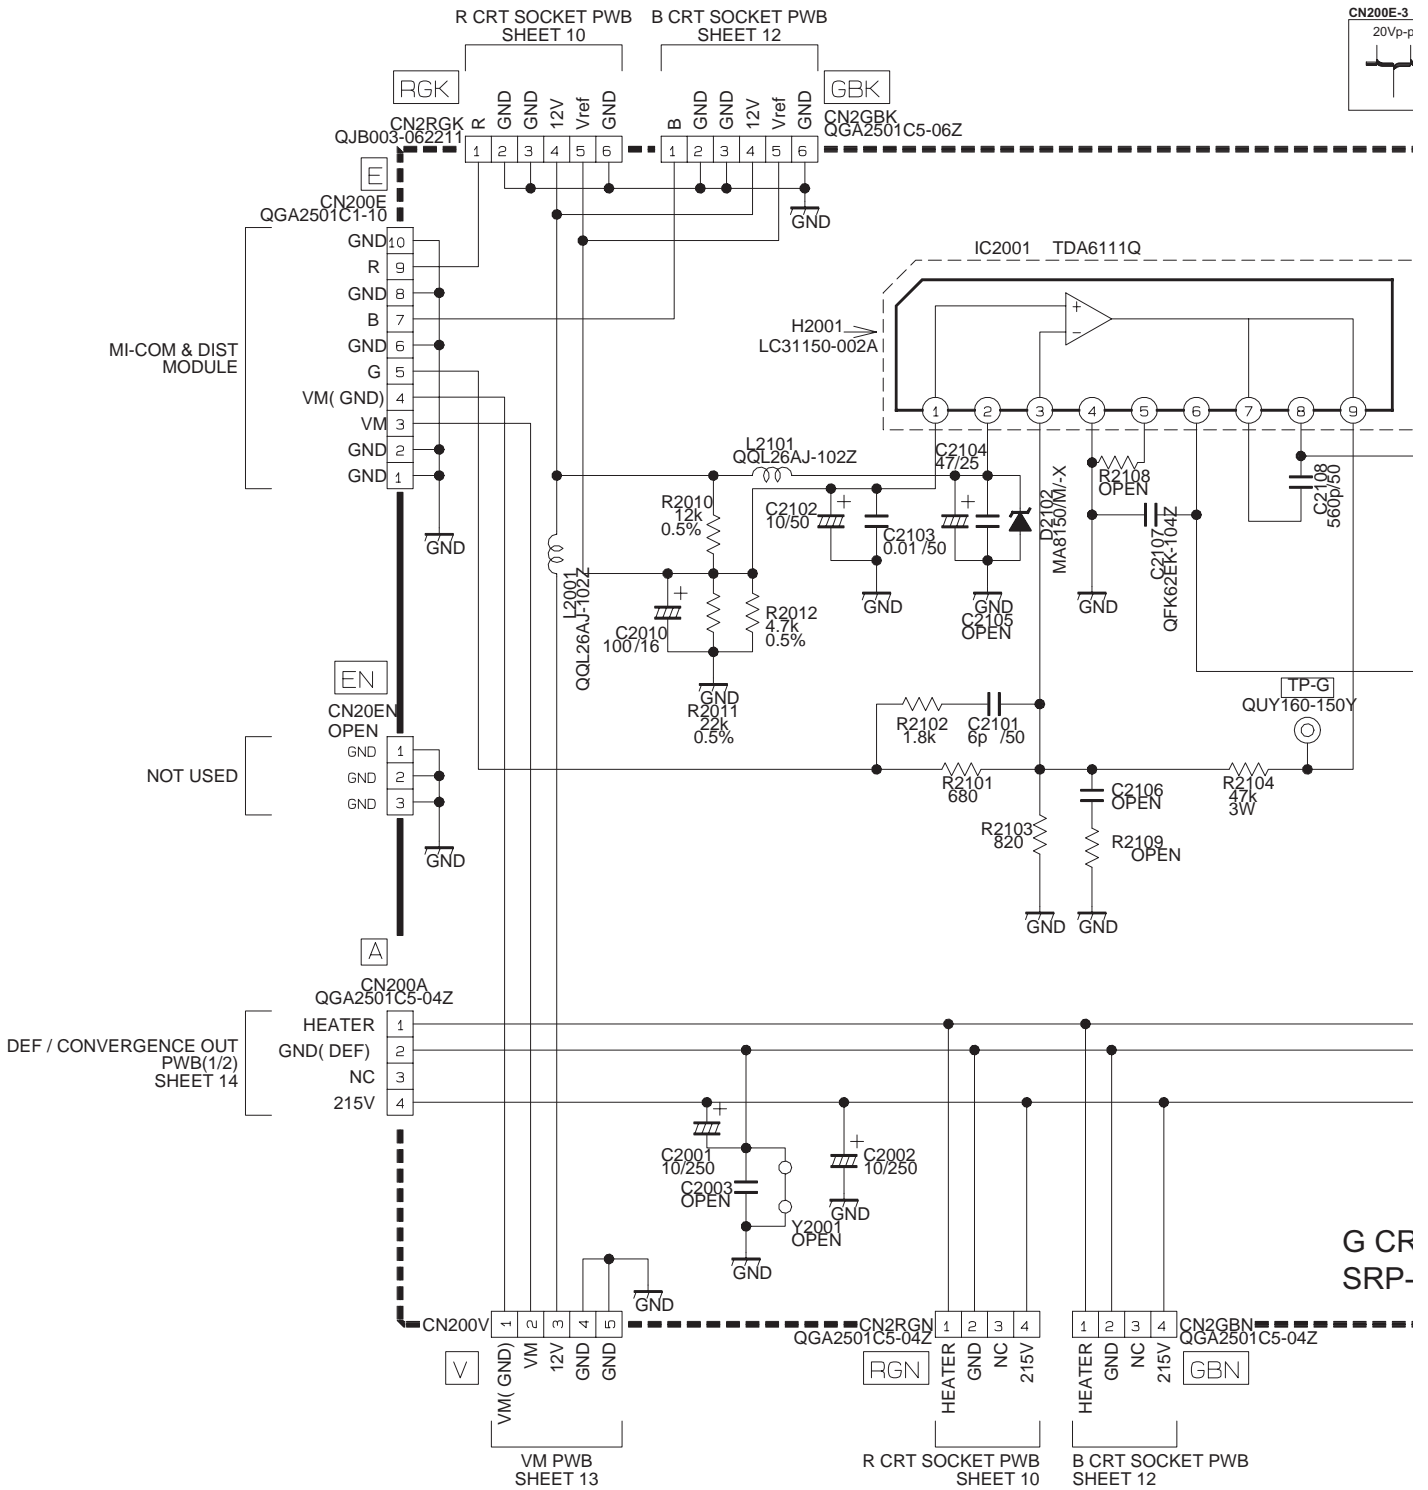 R CRT SOCKET PWB
SHEET 10
B CRT SOCKET PWB
SHEET 12
CN200E-3
20Vp-p
RGK
GBK
CN2RGK
QJB003-062211
R
GND
GND
12V
Vref
GND
1 2 3 4 5 6
B
GND
GND
12V
Vref
GND
1 2 3 4 5 6
CN2GBK
QGA2501C5-06Z
GND
E
CN200E
QGA2501C1-10
GND 10
R 9
GND 8
B 7
GND 6
G 5
VM( GND) 4
VM 3
GND 2
GND 1
MI-COM & DIST
MODULE
GND
IC2001 TDA6111Q
H2001
LC31150-002A
+
−
1 2 3 4 5 6 7 8 9
L2101
QQL26AJ-102Z
R2010
12k
0.5%
C2102
10/50
+
C2103
0.01 /50
GND
C2104
47/25
+
GND
C2105
OPEN
D2102
MA8150/M/-X
R2108
OPEN
GND
C2107
QFK62EK-104Z
C2108
560p/50
L2001
QQL26AJ-102Z
C2010
100/16
+
R2012
4.7k
0.5%
GND
R2011
22k
0.5%
R2102
1.8k
C2101
6p /50
TP-G
QUY160-150Y
R2101
680
R2104
47k
3W
C2106
OPEN
R2103
820
R2109
OPEN
GND
GND
EN
CN20EN
OPEN
NOT USED
GND 1
GND 2
GND 3
GND
A
CN200A
QGA2501C5-04Z
HEATER 1
GND( DEF) 2
NC 3
215V 4
DEF / CONVERGENCE OUT
PWB(1/2)
SHEET 14
+
C2001
10/250
C2003
OPEN
Y2001
OPEN
GND
+
C2002
10/250
GND
GND
G CR
SRP-
CN200V
1 2 3 4 5
V
VM( GND)
VM
12V
GND
GND
VM PWB
SHEET 13
CN2RGN
QGA2501C5-04Z
1 2 3 4
RGN
HEATER
GND
NC
215V
R CRT SOCKET PWB
SHEET 10
1 2 3 4
CN2GBN
QGA2501C5-04Z
GBN
HEATER
GND
NC
215V
B CRT SOCKET PWB
SHEET 12